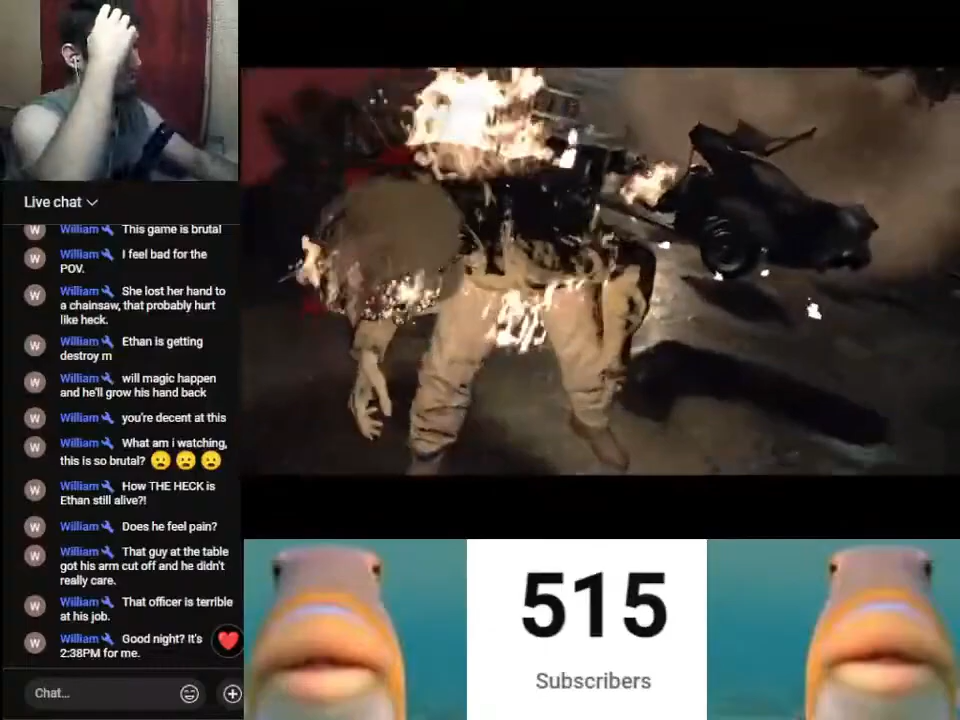 Live chat
William This game is brutal
William I feel bad for the
POV.
William She lost her hand to
a chainsaw, that probably hurt
like heck.
William Ethan is getting
destroy m
William will magic happen
and he'll grow his hand back
William you're decent at this
William What am i watching,
this is so brutal? 😦 😦 😦
William How THE HECK is
Ethan still alive?!
William Does he feel pain?
William That guy at the table
got his arm cut off and he didn't
really care.
William That officer is terrible
at his job.
William Good night? It's
2:38PM for me.
Chat...
515
Subscribers